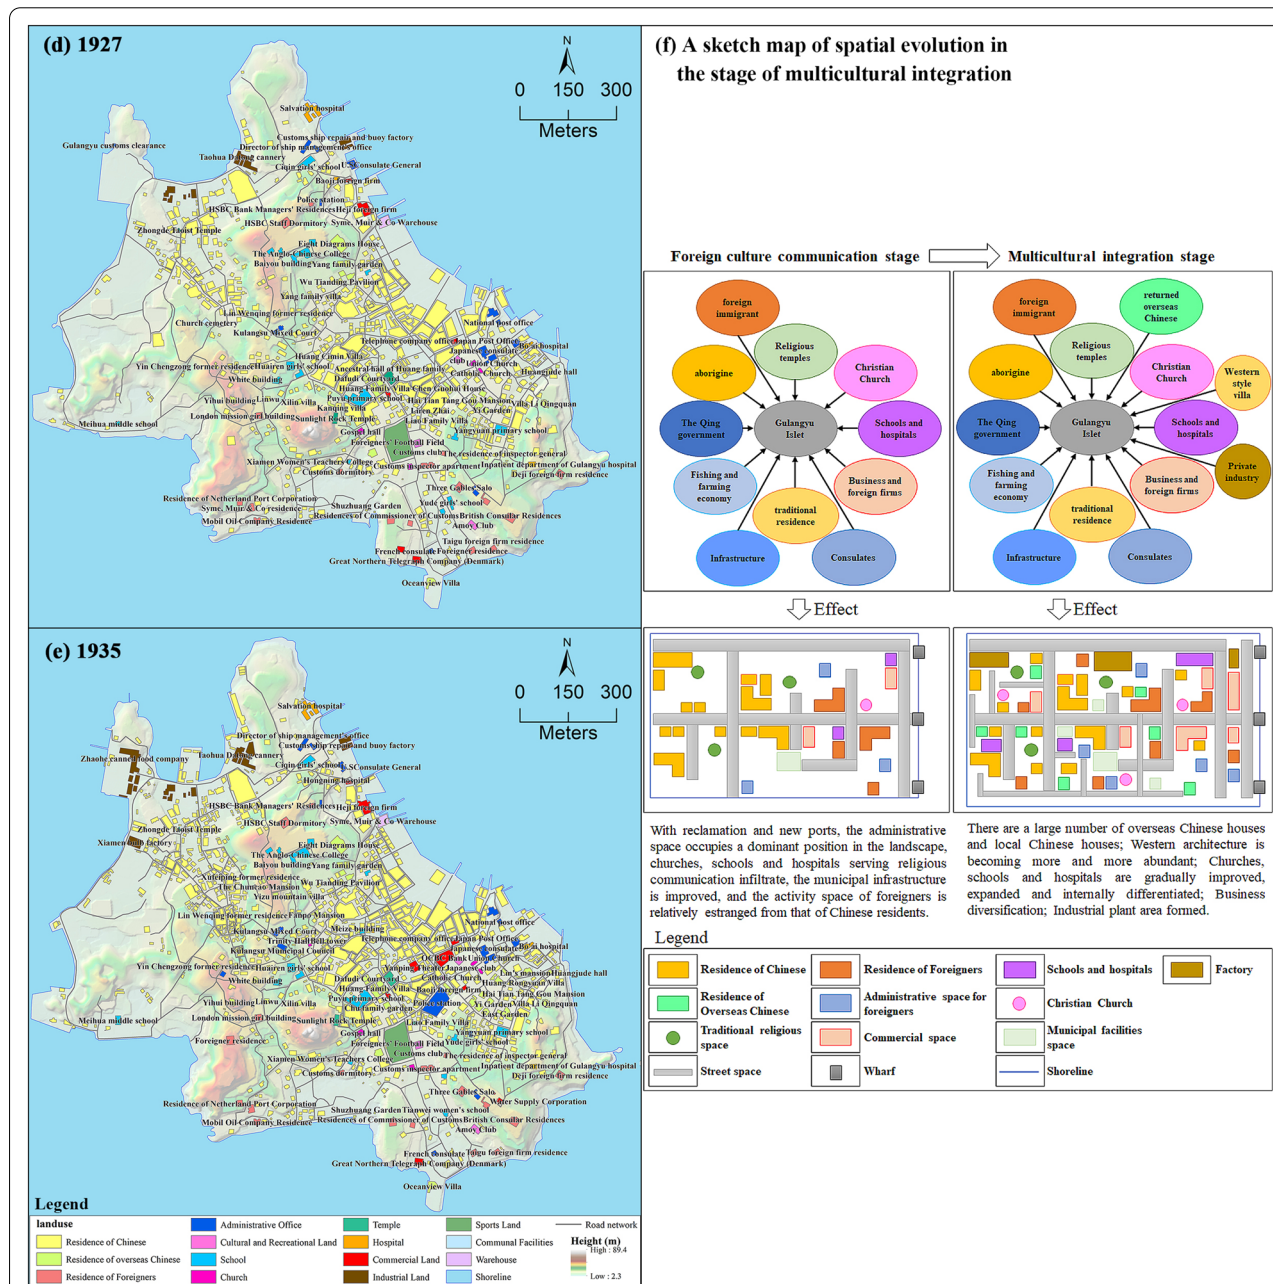 (d) 1927
N
0 150 300
Meters
Salvation hospital
Gulangyu customs clearance
Customs ship repair and buoy factory
Director of ship management's office
Taohua Datong cannery
Ciqin girls' school
U.S Consulate General
Baoji foreign firm
Police station
HSBC Bank Managers' Residences
Heji foreign firm
HSBC Staff Dormitory
Syme, Muir & Co Warehouse
Zhongde Taoist Temple
Eight Diagrams House
The Anglo-Chinese College
Baiyou building
Yang family garden
Wu Tianding Pavilion
Yang family villa
Lin Wenqing former residence
Church cemetery
Kulangsu Mixed Court
National post office
Telephone company office
Japan Post Office
Bo'ai hospital
Japanese consulate
Huang Cimin Villa
club
Union Church
Yin Chengzong former residence
Huairen girls' school
Ancestral hall of Huang family
Catholic Church
Huangjude hall
White building
Dafudi Courtyard
Huang Family Villa
Chen Guohui House
Yihui building
Linwu
Xilin villa
Puyu primary school
Hai Tian Tang Gou Mansion
Villa Li Qingquan
Kanqing villa
Lizen Zhai
Yi Garden
London mission girl building
Sunlight Rock Temple
Liao Family Villa
Meihua middle school
Gospel hall
Yangyuan primary school
Foreigners' Football Field
Customs club
The residence of inspector general
Xiamen Women's Teachers College
Customs dormitory
Customs inspector apartment
Inpatient department of Gulangyu hospital
Deji foreign firm residence
Three Gables
Salo
Residence of Netherland Port Corporation
Yude girls' school
Syme, Muir & Co residence
Shuzhuang Garden
Mobil Oil Company Residence
Residences of Commissioner of Customs
British Consular Residences
Amoy Club
Taigu foreign firm residence
French consulate
Foreigner residence
Great Northern Telegraph Company (Denmark)
Oceanview Villa
(e) 1935
N
0 150 300
Meters
Salvation hospital
Director of ship management's office
Customs ship repair and buoy factory
Zhaohe canned food company
Taohua Datong cannery
Ciqin girls' school
Consulate General
Hongning hospital
HSBC Bank Managers' Residences
Heji foreign firm
HSBC Staff Dormitory
Syme, Muir & Co Warehouse
Zhongde Taoist Temple
Xiamen
factory
Eight Diagrams House
The Anglo-Chinese College
Baiyou building
Yang family garden
Xufeiping former residence
Wu Tianding Pavilion
The Chuncao Mansion
Yizu mountain villa
Lin Wenqing former residence
Fanpo Mansion
National post office
Kulangsu Mixed Court
Meize building
Trinity Hall
Bell tower
Telephone company office
Japan Post Office
Kulangsu Municipal Council
Japanese consulate
Bo'ai hospital
OCBC Bank
Union Church
Yin Chengzong former residence
Huairen girls' school
Yanping Theater
Japanese club
Lin's mansion
Huangjude hall
White building
Dafudi Courtyard
Catholic Church
Huang Rongyuan Villa
Huang Family Villa
Baoji foreign firm
Yihui building
Linwu
Xilin villa
Puyu primary school
Police station
Hai Tian Tang Gou Mansion
Chu family garden
Yi Garden
Villa Li Qingquan
London mission girl building
Sunlight Rock Temple
Liao Family Villa
East Garden
Meihua middle school
Gospel hall
Yangyuan primary school
Foreigner residence
Foreigners' Football Field
Yude girls' school
Customs club
The residence of inspector general
Xiamen Women's Teachers College
Customs dormitory
Customs inspector apartment
Inpatient department of Gulangyu hospital
Deji foreign firm residence
Three Gables
Salo
Residence of Netherland Port Corporation
Water Supply Corporation
Shuzhuang Garden
Tianwei women's school
Mobil Oil Company Residence
Residences of Commissioner of Customs
British Consular Residences
Amoy Club
French consulate
Taigu foreign firm residence
Great Northern Telegraph Company (Denmark)
Oceanview Villa
Legend
landuse
Residence of Chinese
Residence of overseas Chinese
Residence of Foreigners
Administrative Office
Cultural and Recreational Land
School
Church
Temple
Hospital
Commercial Land
Industrial Land
Sports Land
Communal Facilities
Warehouse
Shoreline
Road network
Height (m)
High : 89.4
Low : 2.3
(f) A sketch map of spatial evolution in
the stage of multicultural integration
Foreign culture communication stage
Multicultural integration stage
foreign
immigrant
Religious
temples
aborigine
Christian
Church
The Qing
government
Gulangyu
Islet
Schools and
hospitals
Fishing and
farming
economy
Business and
foreign firms
traditional
residence
Infrastructure
Consulates
foreign
immigrant
returned
overseas
Chinese
Religious
temples
aborigine
Christian
Church
Western
style
villa
The Qing
government
Gulangyu
Islet
Schools and
hospitals
Fishing and
farming
economy
Business and
foreign firms
Private
industry
traditional
residence
Infrastructure
Consulates
Effect
Effect
With reclamation and new ports, the administrative
space occupies a dominant position in the landscape,
churches, schools and hospitals serving religious
communication infiltrate, the municipal infrastructure
is improved, and the activity space of foreigners is
relatively estranged from that of Chinese residents.
There are a large number of overseas Chinese houses
and local Chinese houses; Western architecture is
becoming more and more abundant; Churches,
schools and hospitals are gradually improved,
expanded and internally differentiated; Business
diversification; Industrial plant area formed.
Legend
Residence of Chinese
Residence of Foreigners
Schools and hospitals
Factory
Residence of
Overseas Chinese
Administrative space for
foreigners
Christian Church
Traditional religious
space
Commercial space
Municipal facilities
space
Street space
Wharf
Shoreline